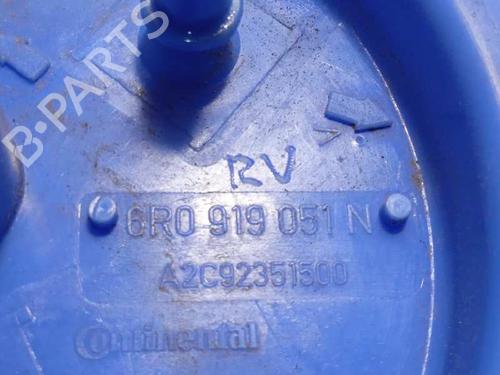 B-PARTS
RV
6R0 919 051 N
A2C92351500
Continental